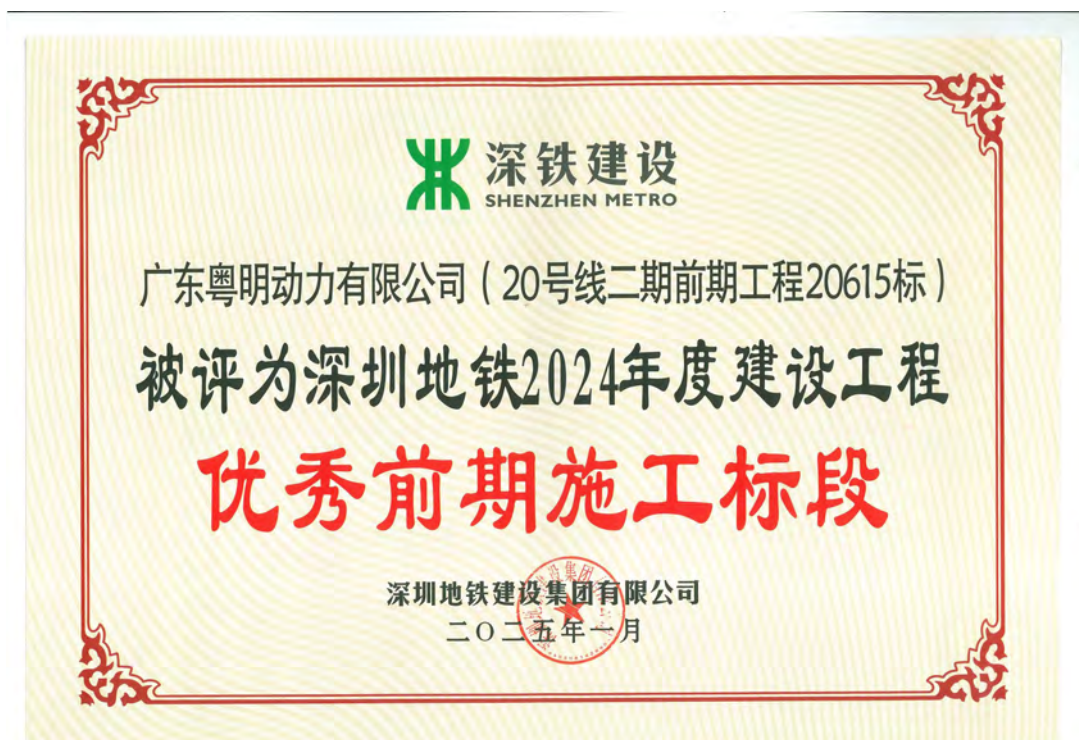 深铁建设
SHENZHEN METRO
广东粤明动力有限公司（20号线二期前期工程20615标）
被评为深圳地铁2024年度建设工程
优秀前期施工标段
深圳地铁建设集团有限公司
二〇二五年一月